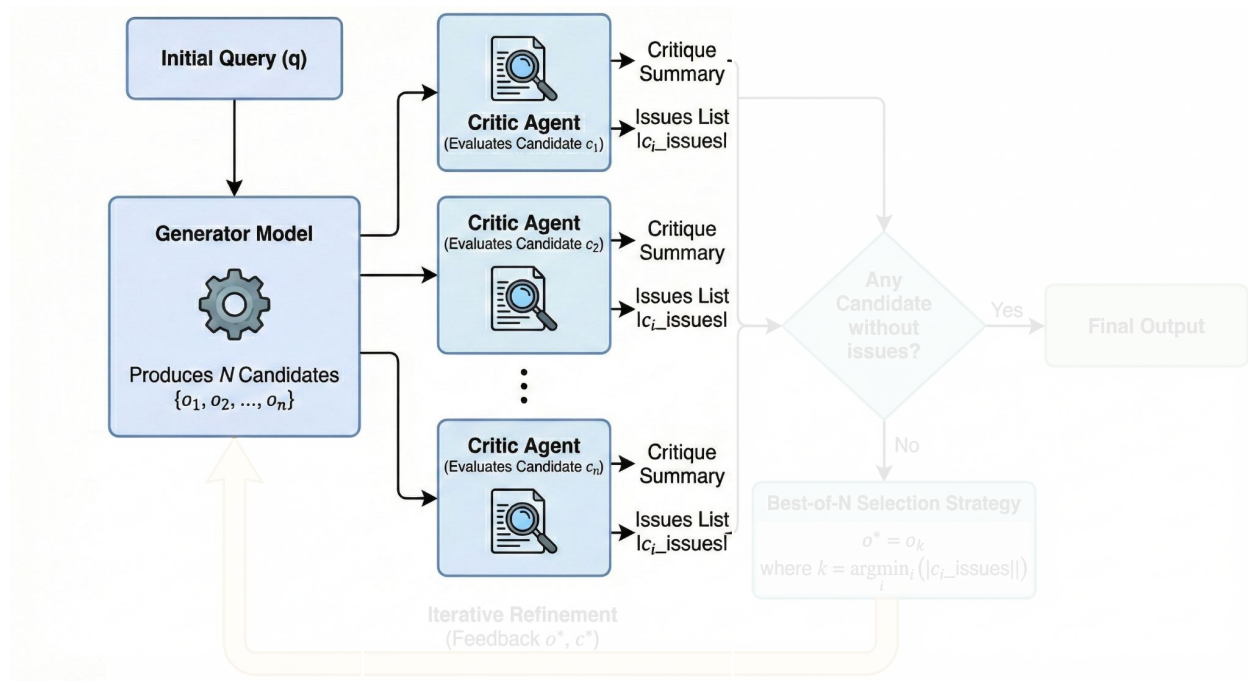 Initial Query (q)
Generator Model
Produces N Candidates
{o₁, o₂, ..., oₙ}
Critic Agent
(Evaluates Candidate c₁)
Critique
Summary
Issues List
|cᵢ_issues|
Critic Agent
(Evaluates Candidate c₂)
Critique
Summary
Issues List
|cᵢ_issues|
Critic Agent
(Evaluates Candidate cₙ)
Critique
Summary
Issues List
|cᵢ_issues|
Any
Candidate
without
issues?
Yes
Final Output
No
Best-of-N Selection Strategy
o* = oₖ
where k = argminᵢ (|cᵢ_issues||)
i
Iterative Refinement
(Feedback o*, c*)